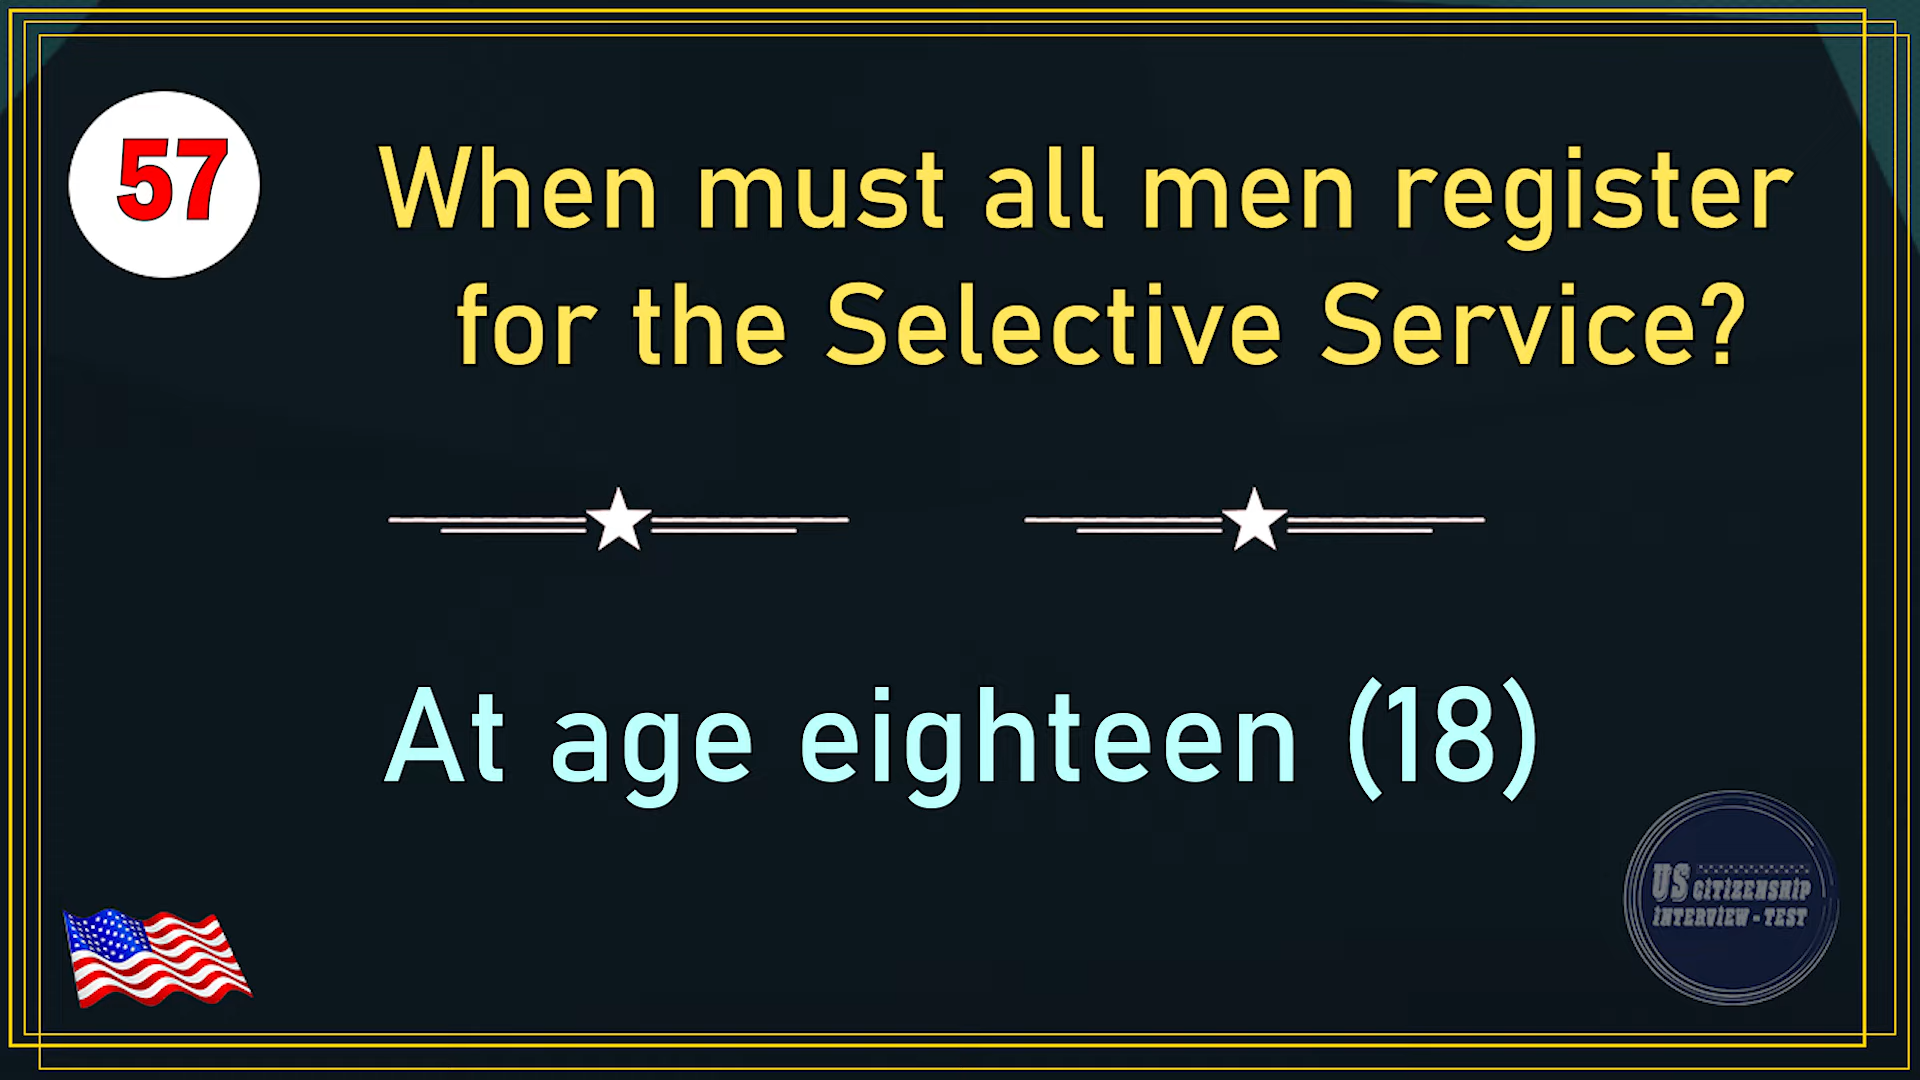 57
When must all men register
for the Selective Service?
At age eighteen (18)
US CITIZENSHIP
INTERVIEW - TEST